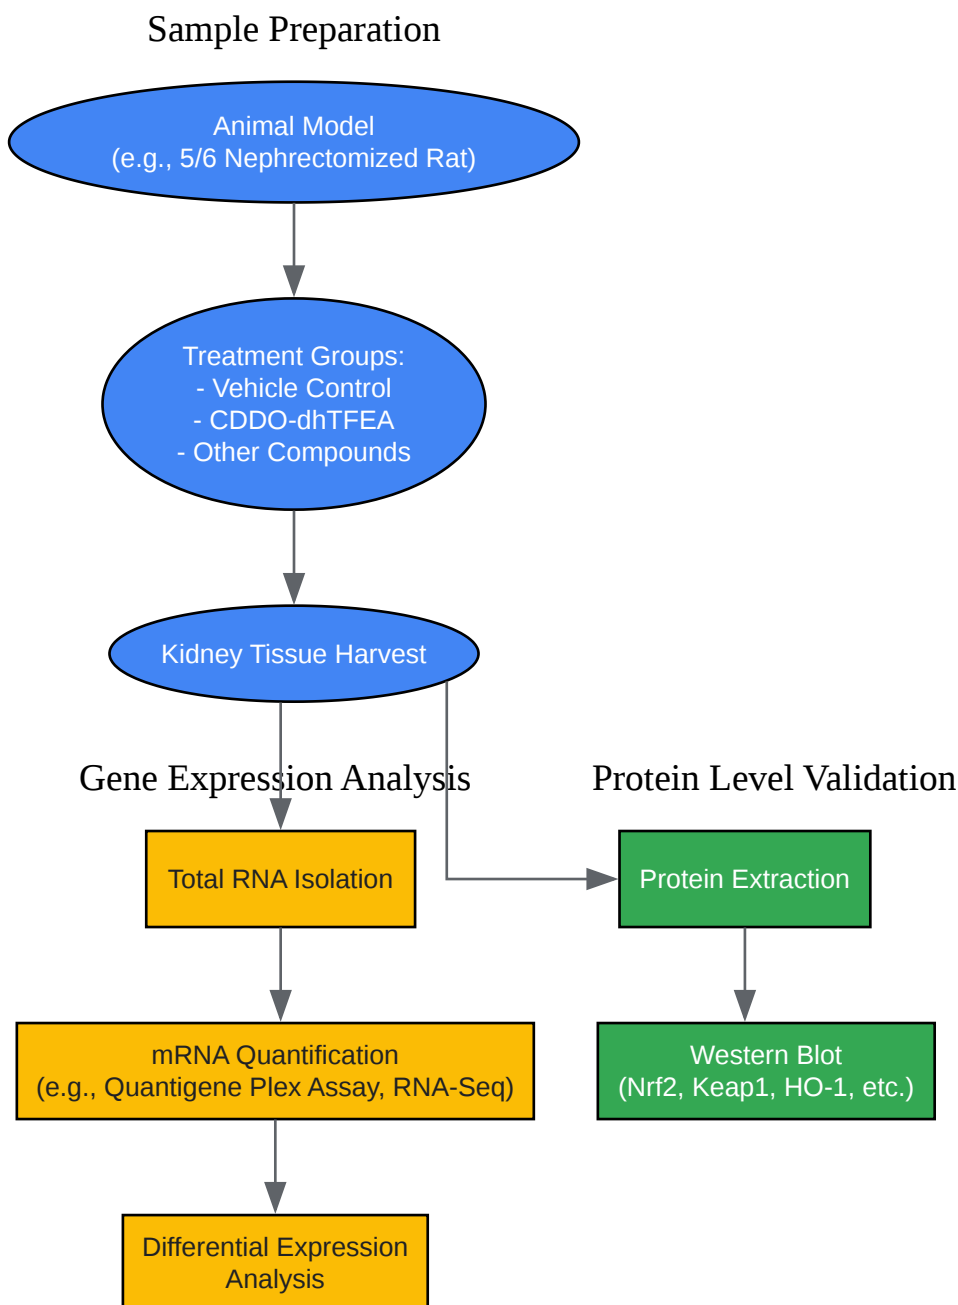 Sample Preparation
Animal Model
(e.g., 5/6 Nephrectomized Rat)
Treatment Groups:
- Vehicle Control
- CDDO-dhTFEA
- Other Compounds
Kidney Tissue Harvest
Gene Expression Analysis
Protein Level Validation
Total RNA Isolation
Protein Extraction
mRNA Quantification
(e.g., Quantigene Plex Assay, RNA-Seq)
Western Blot
(Nrf2, Keap1, HO-1, etc.)
Differential Expression
Analysis